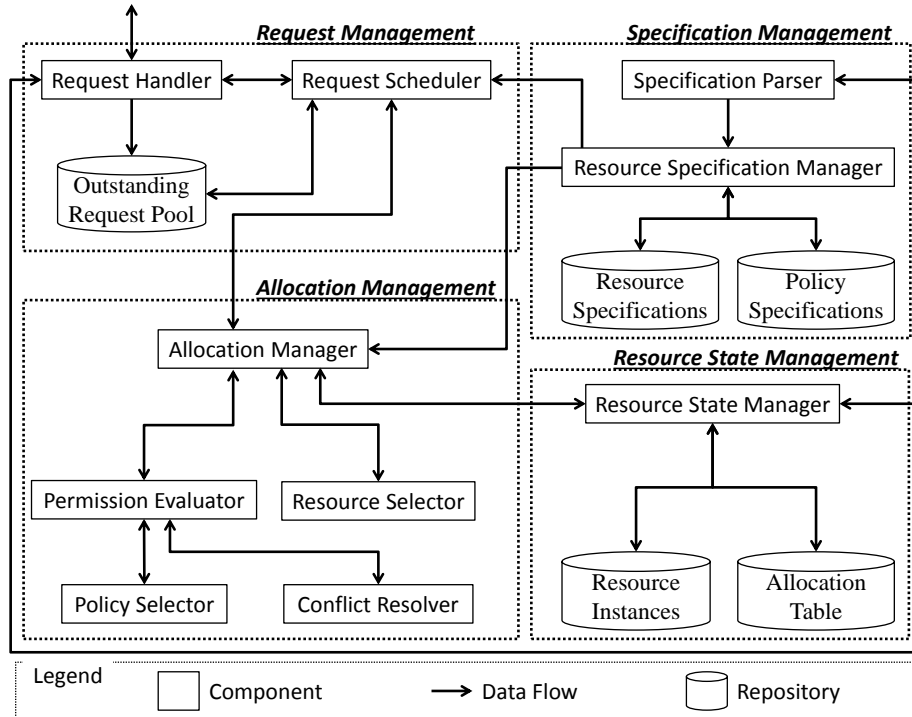 Request Management
Request Handler
Request Scheduler
Outstanding
Request Pool
Specification Management
Specification Parser
Resource Specification Manager
Resource
Specifications
Policy
Specifications
Allocation Management
Allocation Manager
Permission Evaluator
Resource Selector
Policy Selector
Conflict Resolver
Resource State Management
Resource State Manager
Resource
Instances
Allocation
Table
Legend
Component
Data Flow
Repository